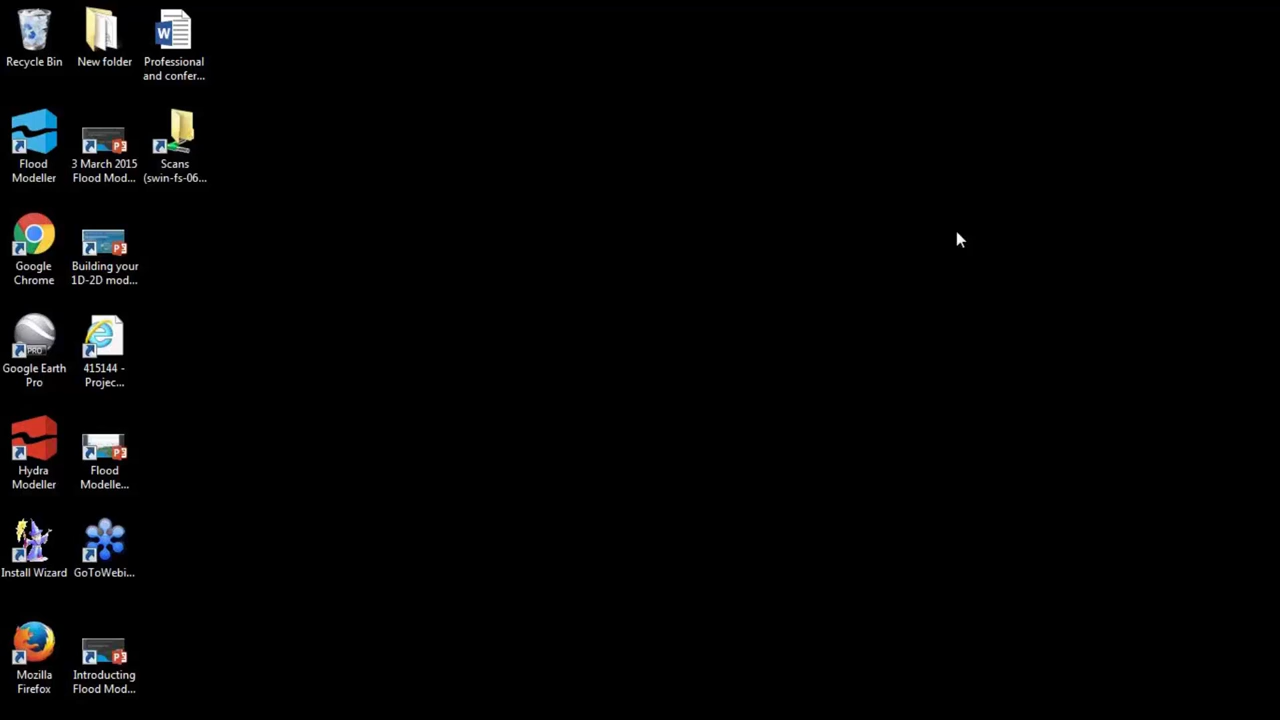 Recycle Bin
New folder
Professional
and confer...
Flood
Modeller
3 March 2015
Flood Mod...
Scans
(swin-fs-06...
Google
Chrome
Building your
1D-2D mod...
Google Earth
Pro
PRO
415144 -
Projec...
Hydra
Modeller
Flood
Modelle...
Install Wizard
GoToWebi...
Mozilla
Firefox
Introducting
Flood Mod...